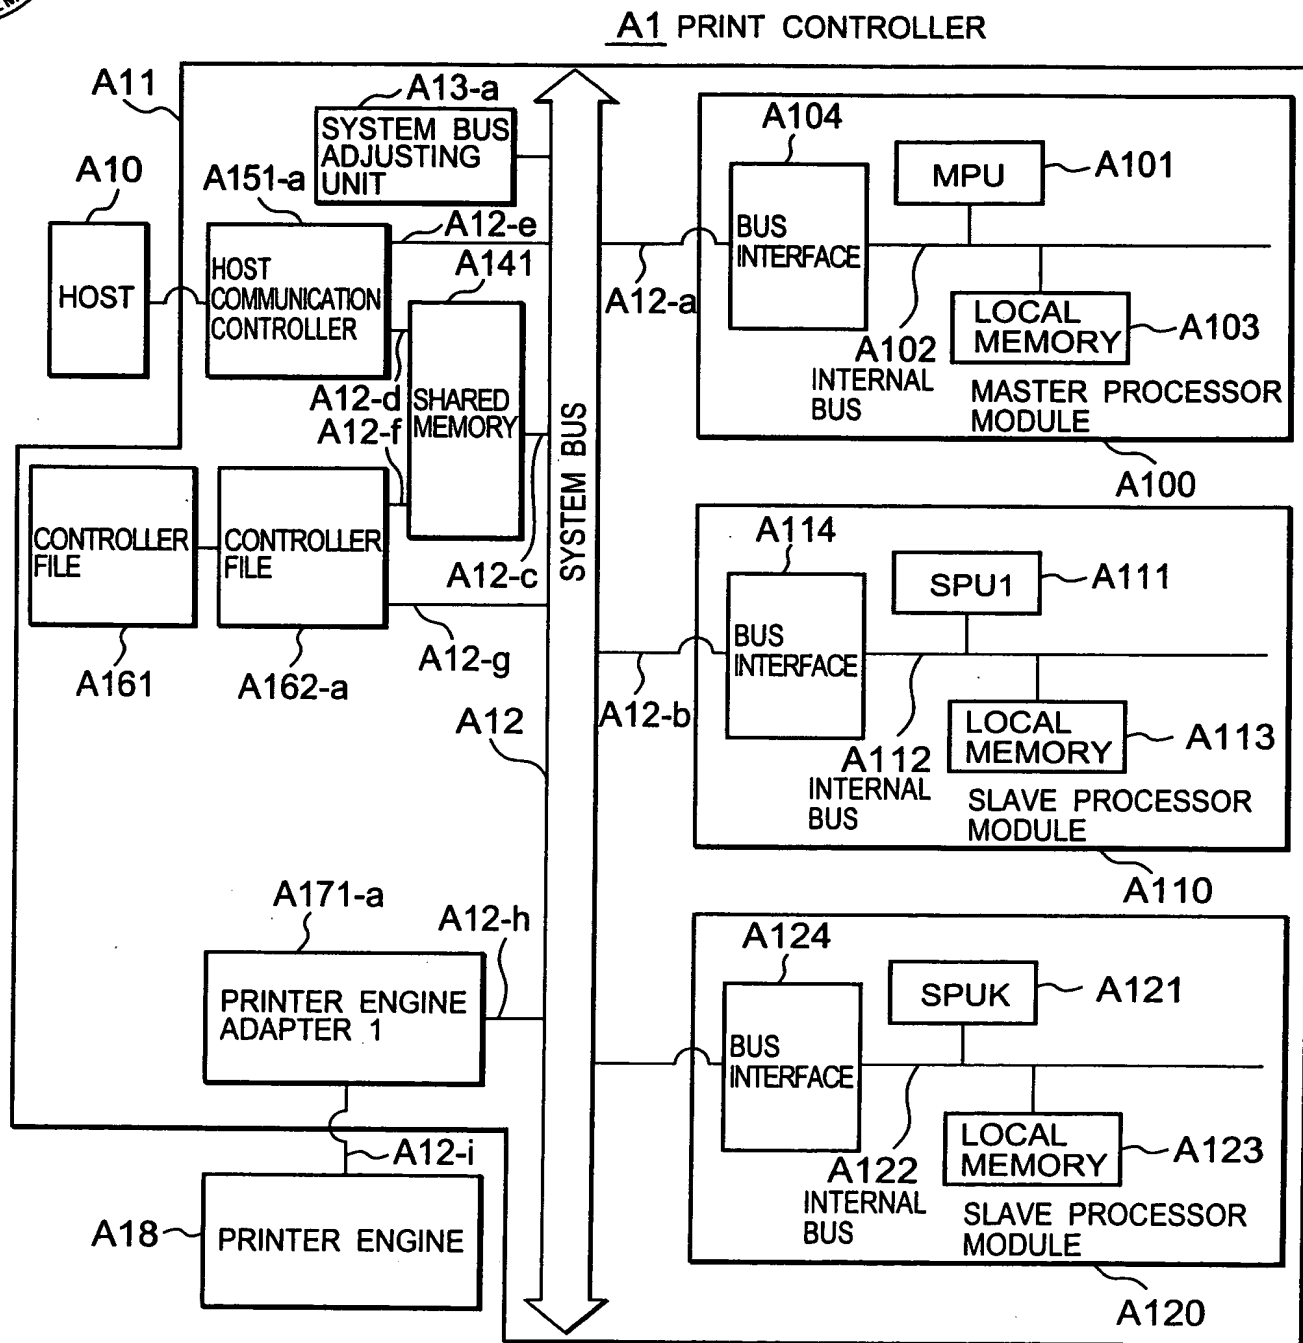 A1 PRINT CONTROLLER
A11
A13-a
SYSTEM BUS
ADJUSTING
UNIT
A10
A151-a
HOST
HOST
COMMUNICATION
CONTROLLER
A12-e
A141
A12-d
A12-f
SHARED
MEMORY
CONTROLLER
FILE
CONTROLLER
FILE
A12-c
A161
A162-a
A12-g
A12
SYSTEM BUS
A171-a
A12-h
PRINTER ENGINE
ADAPTER 1
A12-i
A18
PRINTER ENGINE
A104
MPU
A101
BUS
INTERFACE
A12-a
LOCAL
MEMORY
A103
A102
INTERNAL
BUS
MASTER PROCESSOR
MODULE
A100
A114
SPU1
A111
BUS
INTERFACE
A12-b
LOCAL
MEMORY
A113
A112
INTERNAL
BUS
SLAVE PROCESSOR
MODULE
A110
A124
SPUK
A121
BUS
INTERFACE
LOCAL
MEMORY
A123
A122
INTERNAL
BUS
SLAVE PROCESSOR
MODULE
A120